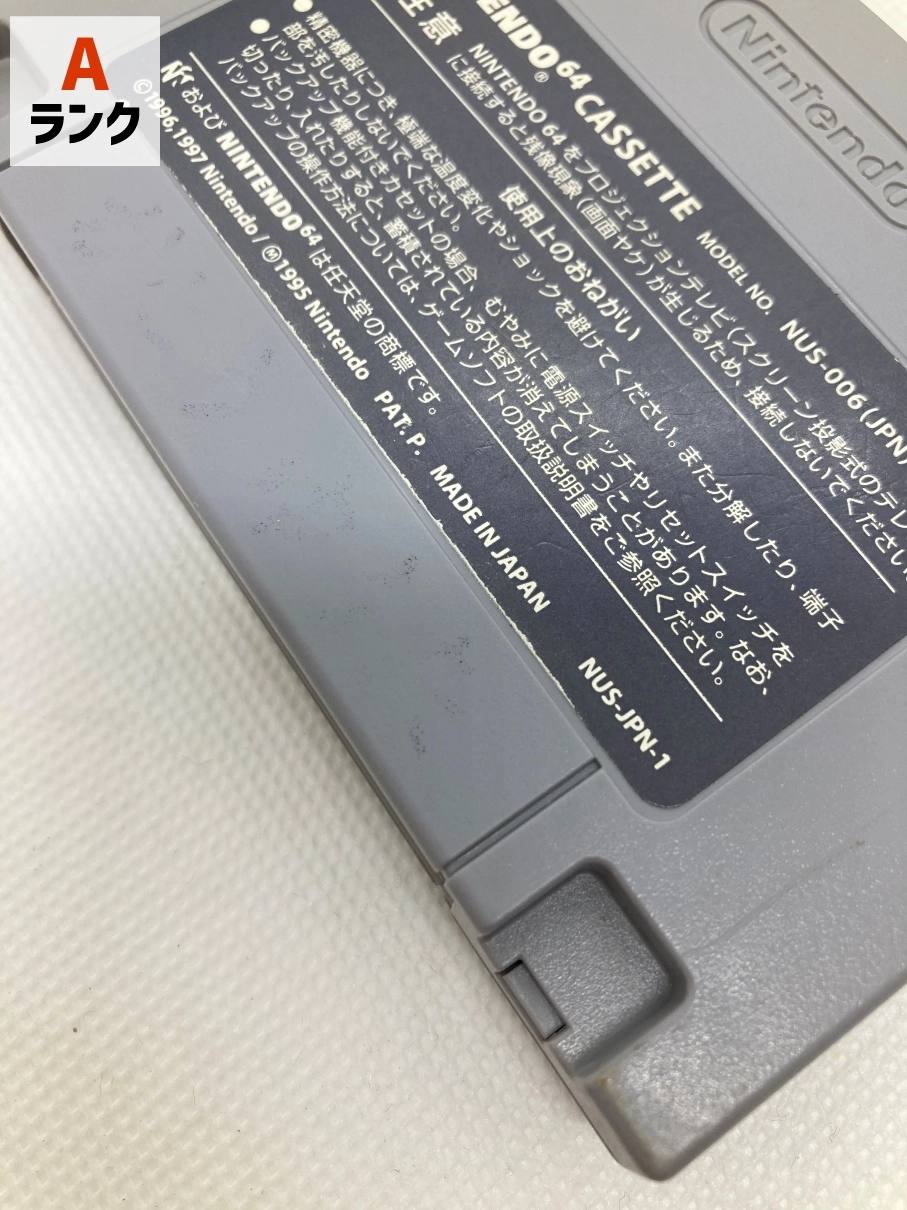 A
ランク
Nintendo
ENDO®64 CASSETTE MODEL NO. NUS-006(JPN)
注意
NINTENDO 64をプロジェクションテレビ(スクリーン投影式のテレ
に接続すると残像現象(画面ヤケ)が生じるため、接続しないでください。
使用上のおねがい
●精密機器につき、極端な温度変化やショックを避けてください。また分解したり、端子
部を汚したりしないでください。
●バックアップ機能付きカセットの場合、むやみに電源スイッチやリセットスイッチを
切ったり、入れたりすると、蓄積されている内容が消えてしまうことがあります。なお、
バックアップの操作方法については、ゲームソフトの取扱説明書をご参照ください。
および NINTENDO64 は任天堂の商標です。
©1996,1997 Nintendo/Ⓜ1995 Nintendo PAT. P. MADE IN JAPAN NUS-JPN-1